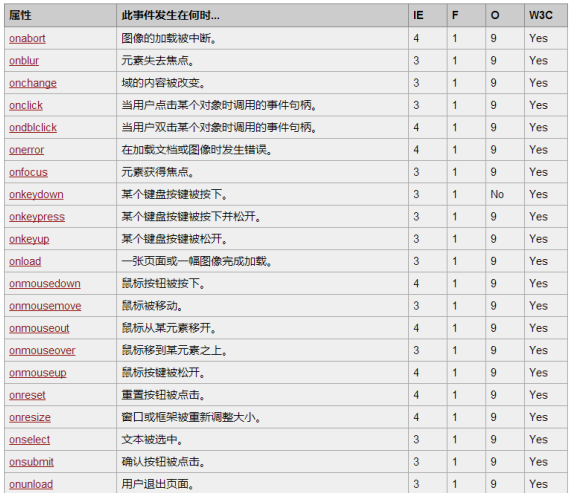 属性 此事件发生在何时... IE F O W3C
onabort 图像的加载被中断。 4 1 9 Yes
onblur 元素失去焦点。 3 1 9 Yes
onchange 域的内容被改变。 3 1 9 Yes
onclick 当用户点击某个对象时调用的事件句柄。 3 1 9 Yes
ondblclick 当用户双击某个对象时调用的事件句柄。 4 1 9 Yes
onerror 在加载文档或图像时发生错误。 4 1 9 Yes
onfocus 元素获得焦点。 3 1 9 Yes
onkeydown 某个键盘按键被按下。 3 1 No Yes
onkeypress 某个键盘按键被按下并松开。 3 1 9 Yes
onkeyup 某个键盘按键被松开。 3 1 9 Yes
onload 一张页面或一幅图像完成加载。 3 1 9 Yes
onmousedown 鼠标按钮被按下。 4 1 9 Yes
onmousemove 鼠标被移动。 3 1 9 Yes
onmouseout 鼠标从某元素移开。 4 1 9 Yes
onmouseover 鼠标移到某元素之上。 3 1 9 Yes
onmouseup 鼠标按键被松开。 4 1 9 Yes
onreset 重置按钮被点击。 4 1 9 Yes
onresize 窗口或框架被重新调整大小。 4 1 9 Yes
onselect 文本被选中。 3 1 9 Yes
onsubmit 确认按钮被点击。 3 1 9 Yes
onunload 用户退出页面。 3 1 9 Yes